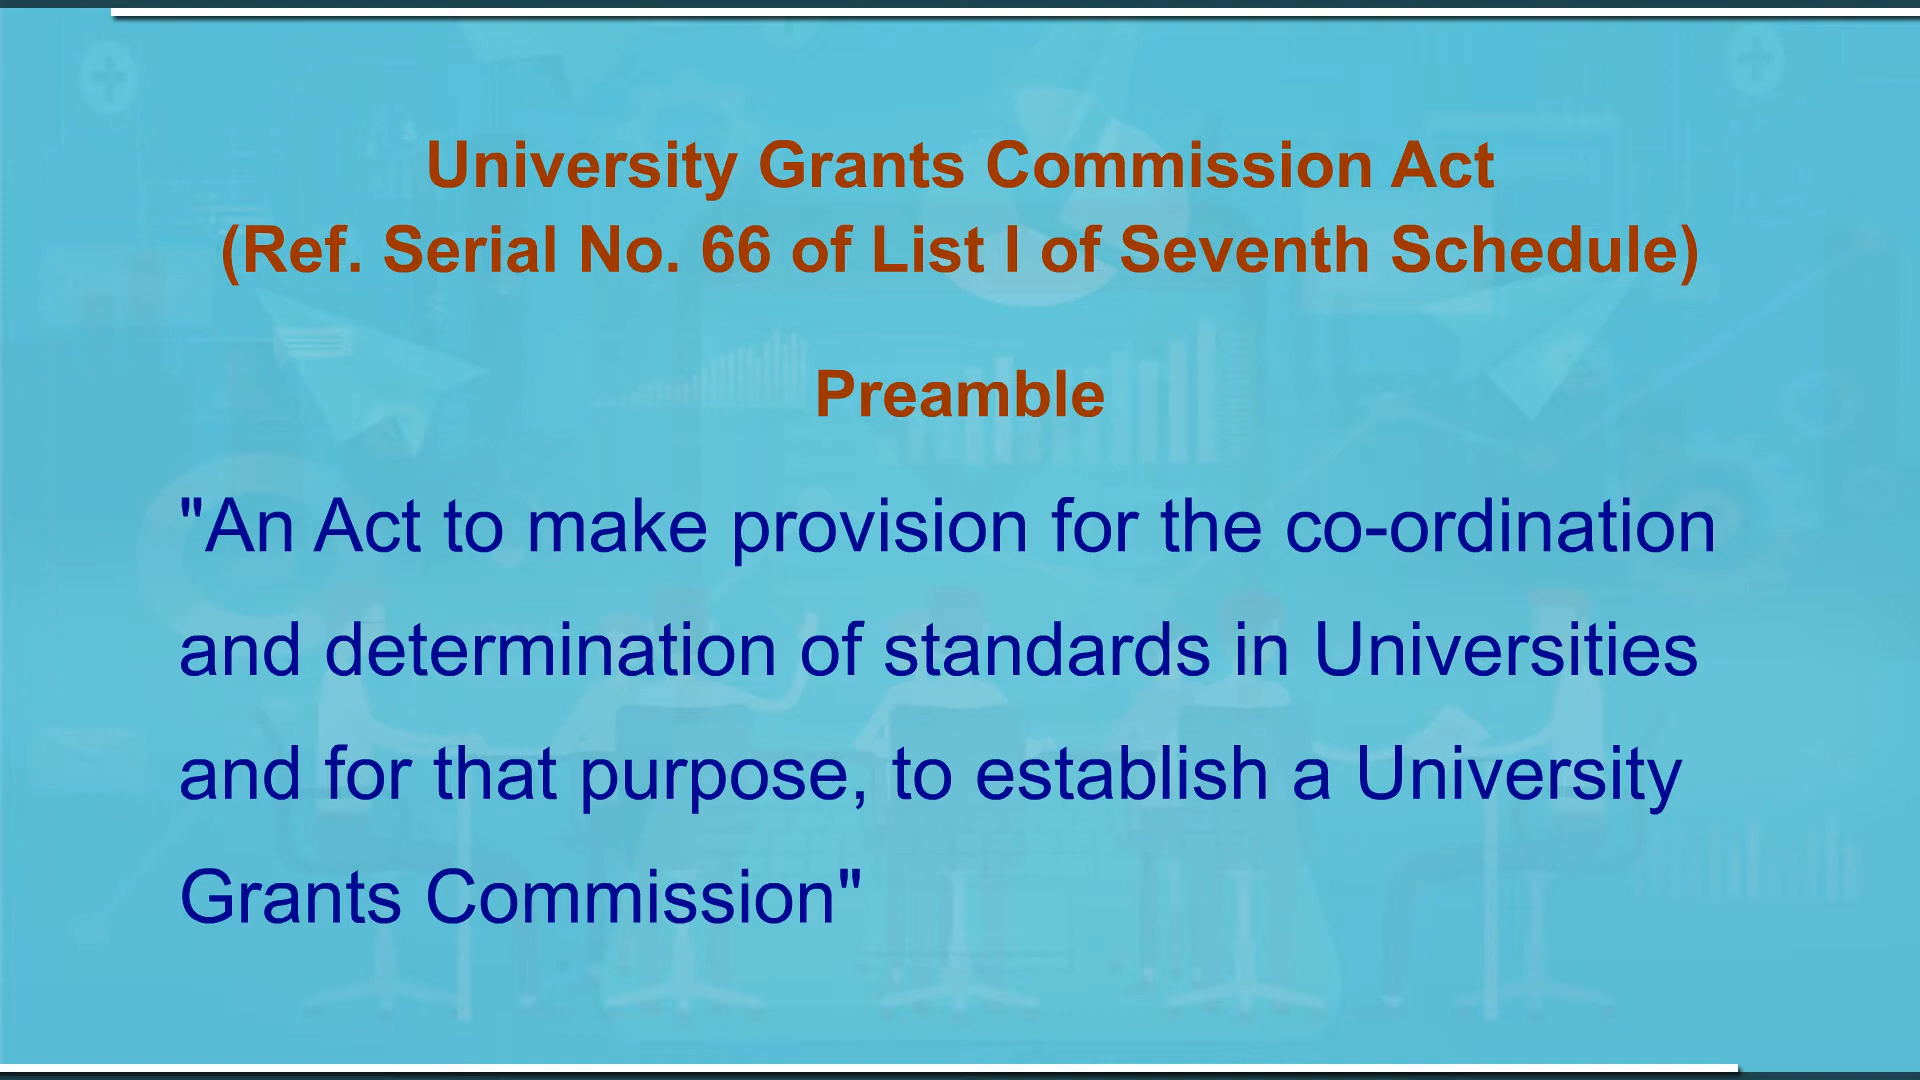 University Grants Commission Act
(Ref. Serial No. 66 of List I of Seventh Schedule)
Preamble
"An Act to make provision for the co-ordination
and determination of standards in Universities
and for that purpose, to establish a University
Grants Commission"